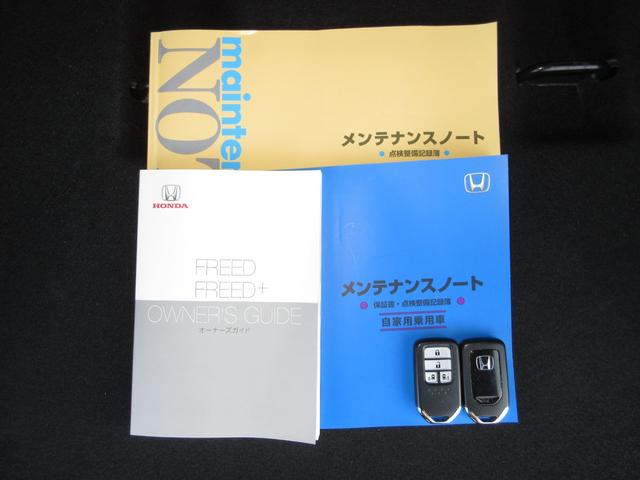 mainte
NO
メンテナンスノート
● 点検整備記録簿 ●
HONDA
FREED
FREED+
OWNER'S GUIDE
オーナーズガイド
メンテナンスノート
保証書・点検整備記録簿
自家用乗用車